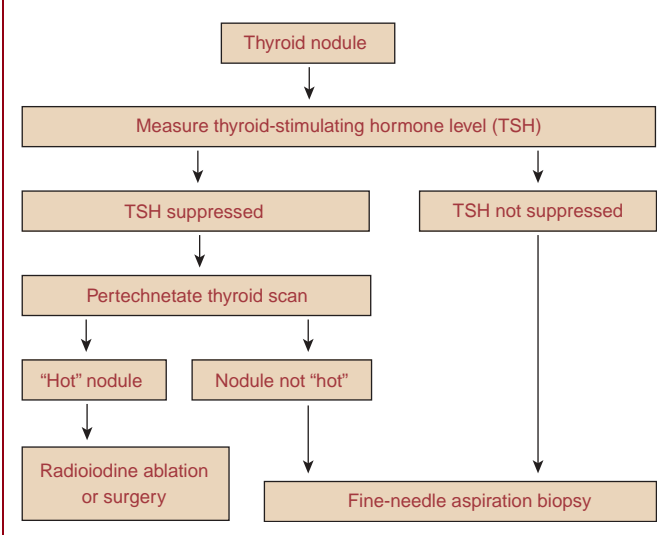 Thyroid nodule
Measure thyroid-stimulating hormone level (TSH)
TSH suppressed
TSH not suppressed
Pertechnetate thyroid scan
“Hot” nodule
Nodule not “hot”
Radioiodine ablation
or surgery
Fine-needle aspiration biopsy